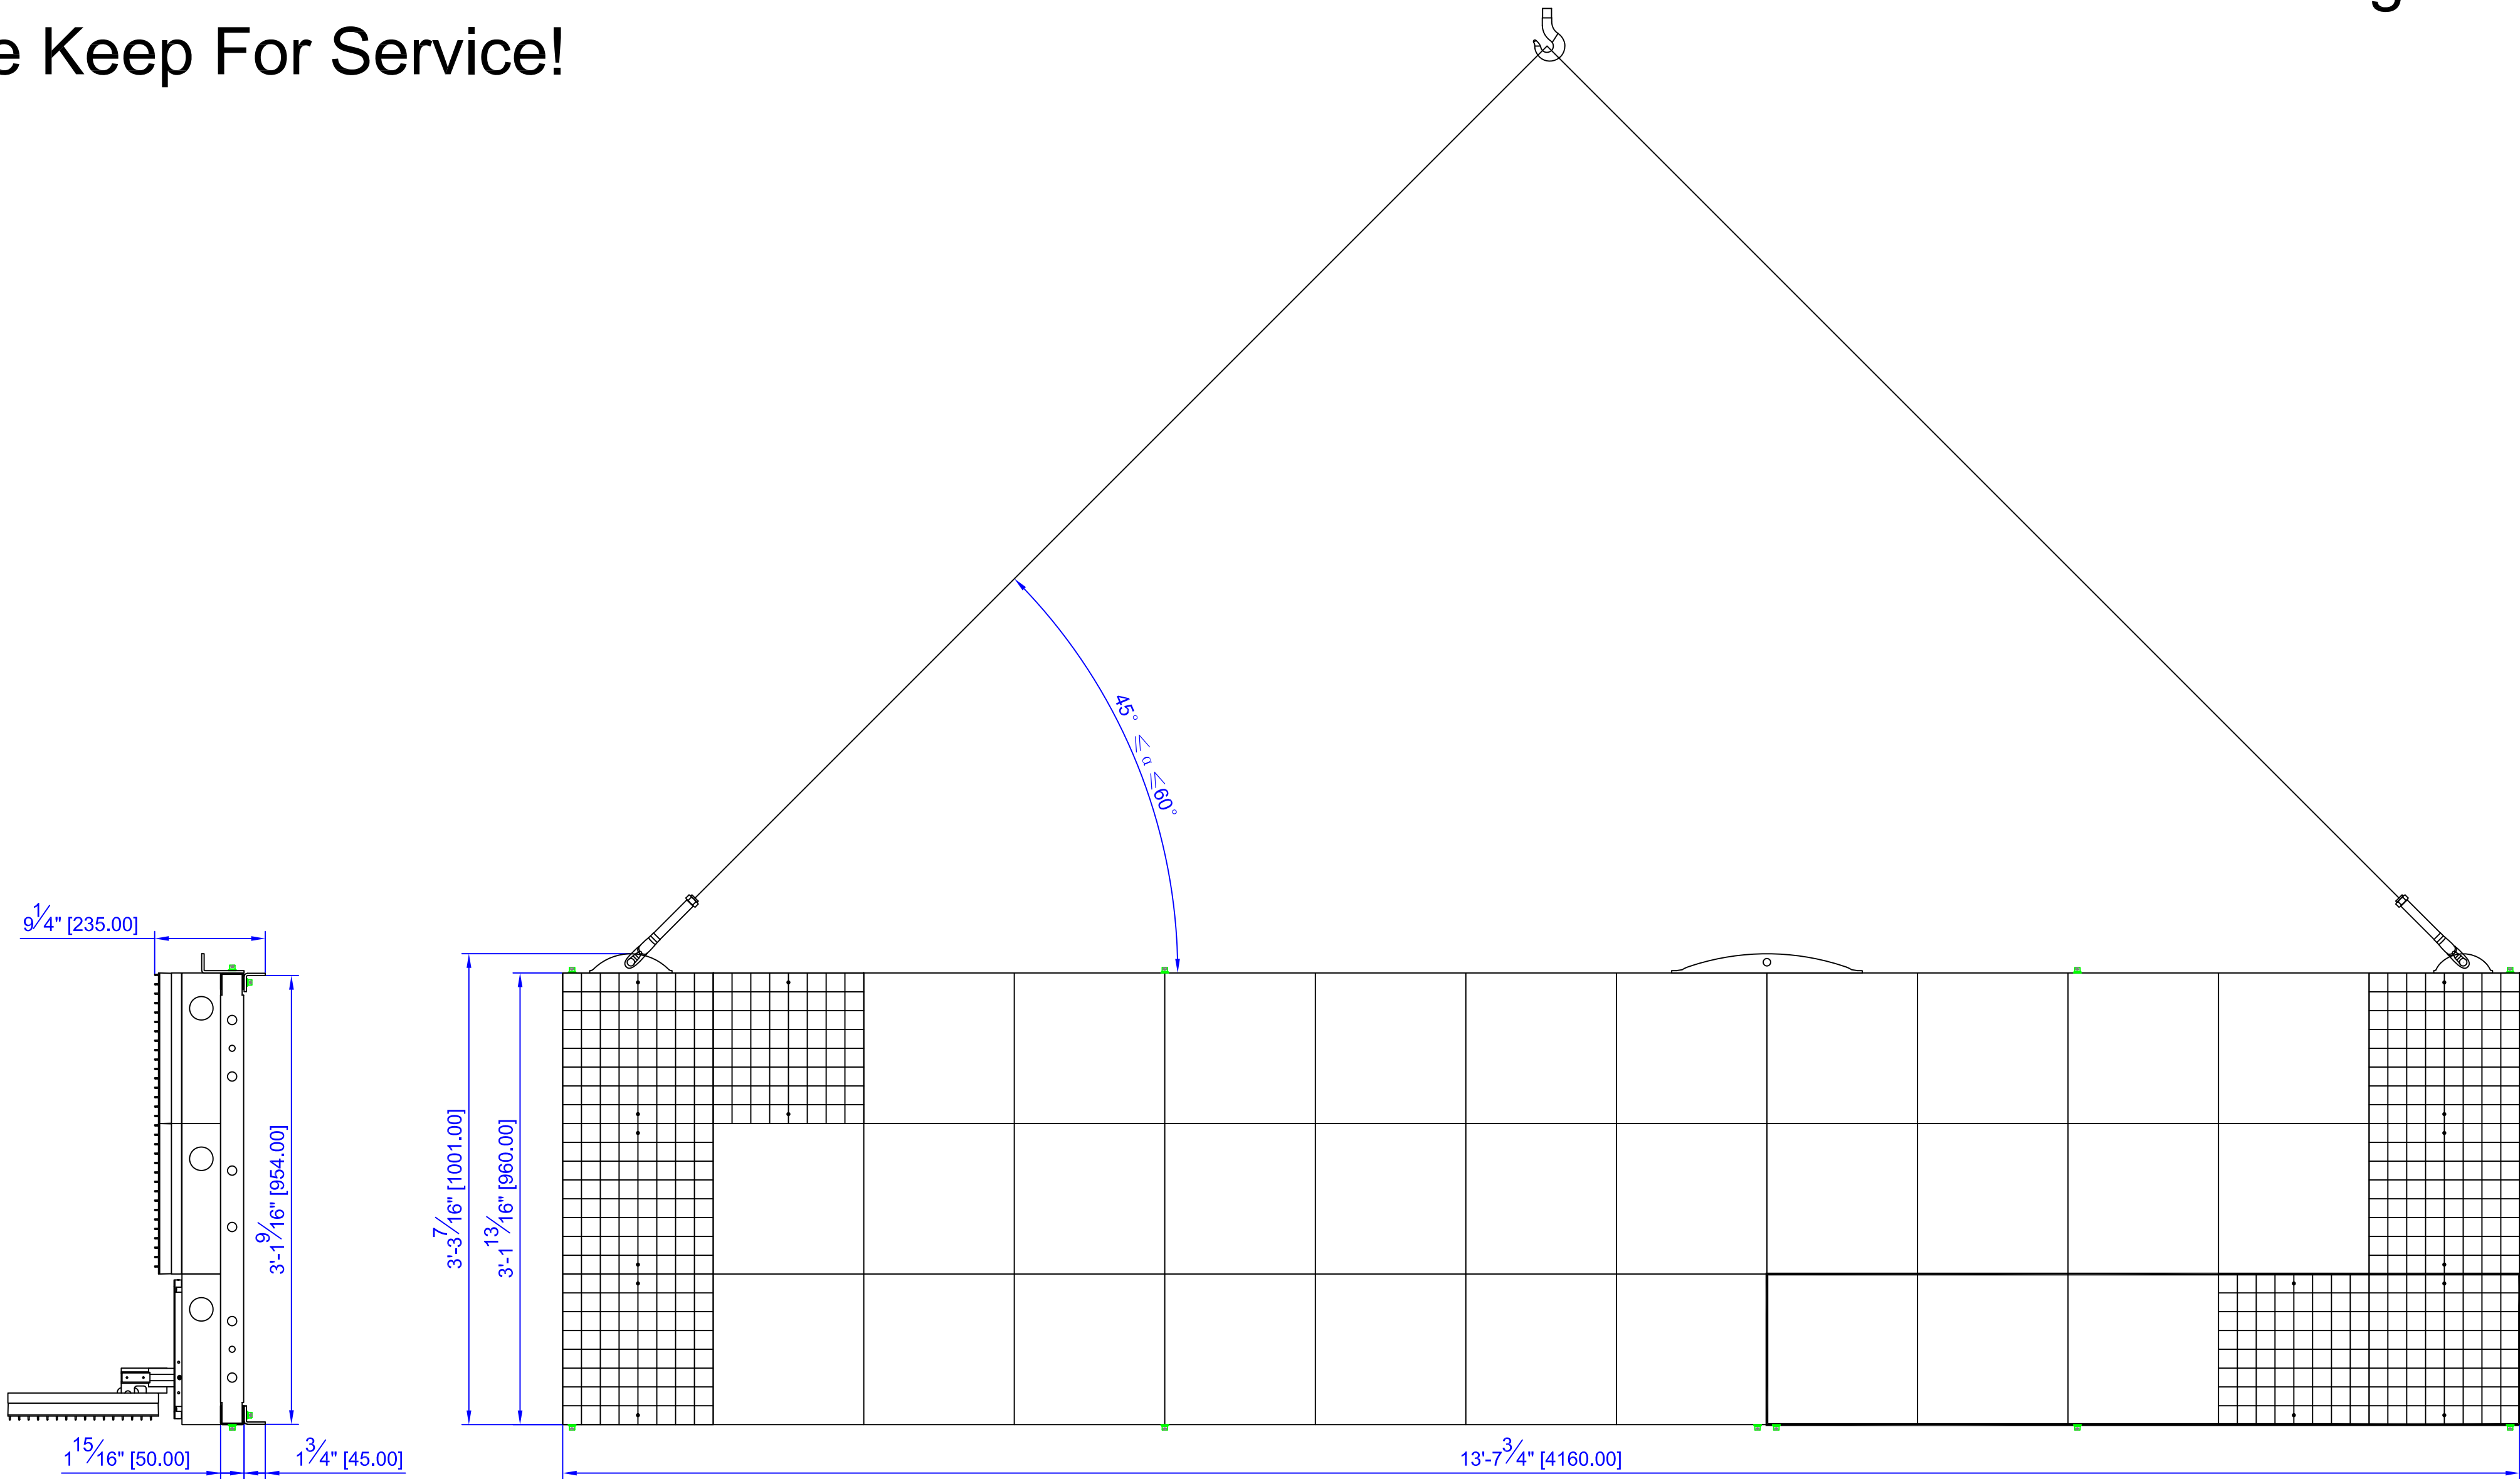 e Keep For Service!
g
45° ≤ α ≤60°
9 1/4" [235.00]
3'-1 9/16" [954.00]
3'-3 7/16" [1001.00]
3'-1 13/16" [960.00]
1 15/16" [50.00]
1 3/4" [45.00]
13'-7 3/4" [4160.00]